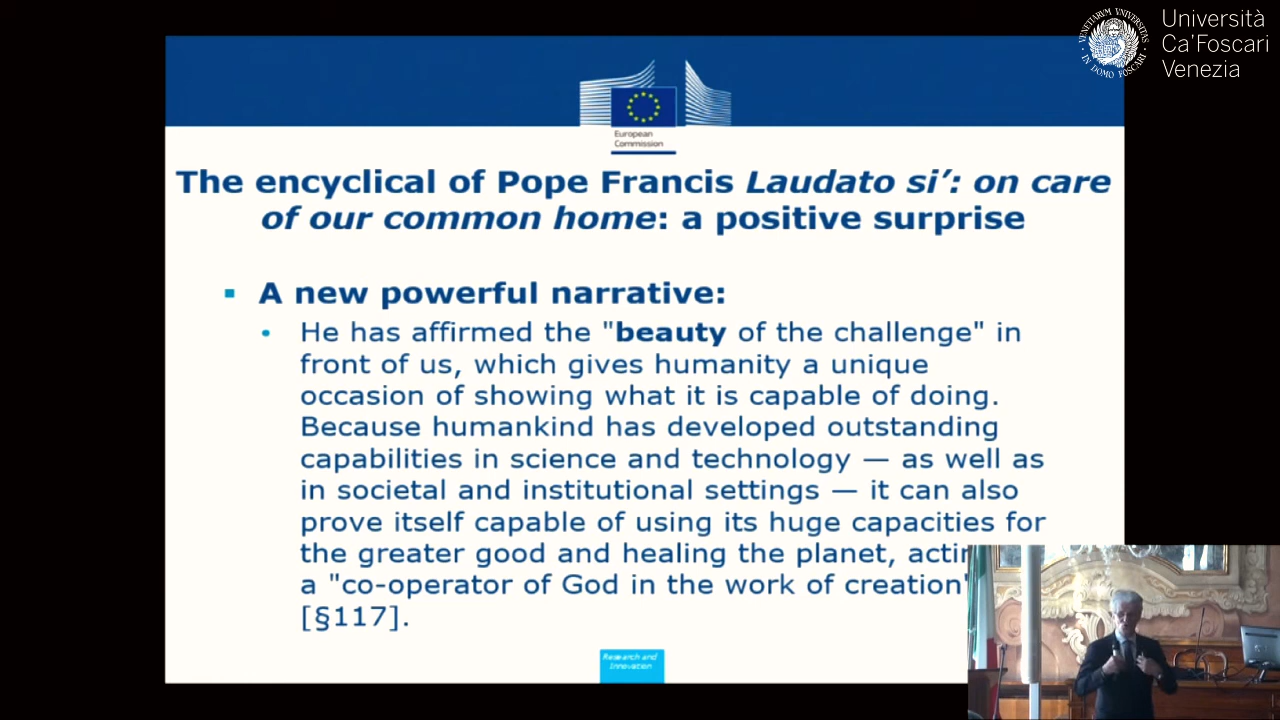 Università
Ca'Foscari
Venezia
VENETIARVM VNIVERSITAS
IN DOMO FOSCARI
European
Commission
The encyclical of Pope Francis Laudato si’: on care
of our common home: a positive surprise
▪ A new powerful narrative:
• He has affirmed the "beauty of the challenge" in
front of us, which gives humanity a unique
occasion of showing what it is capable of doing.
Because humankind has developed outstanding
capabilities in science and technology — as well as
in societal and institutional settings — it can also
prove itself capable of using its huge capacities for
the greater good and healing the planet,
a "co-operator of God in the work of creation"
[§117].
Research and
Innovation